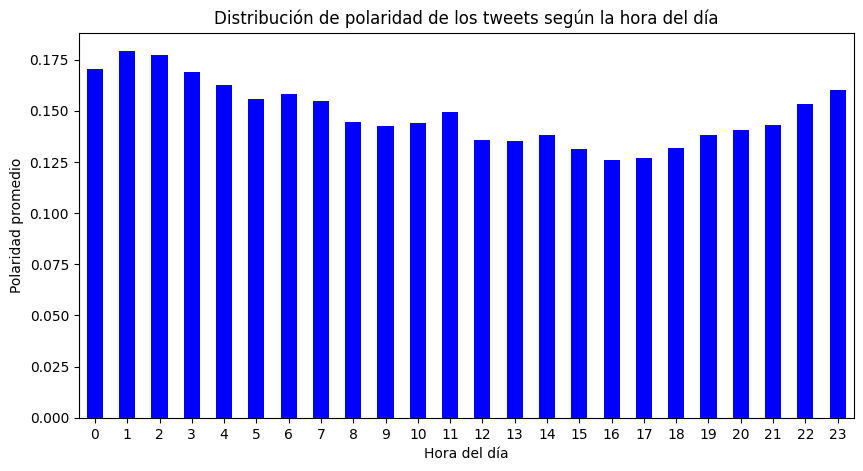 Distribución de polaridad de los tweets según la hora del día
Polaridad promedio
0.175
0.150
0.125
0.100
0.075
0.050
0.025
0.000
0 1 2 3 4 5 6 7 8 9 10 11 12 13 14 15 16 17 18 19 20 21 22 23
Hora del día